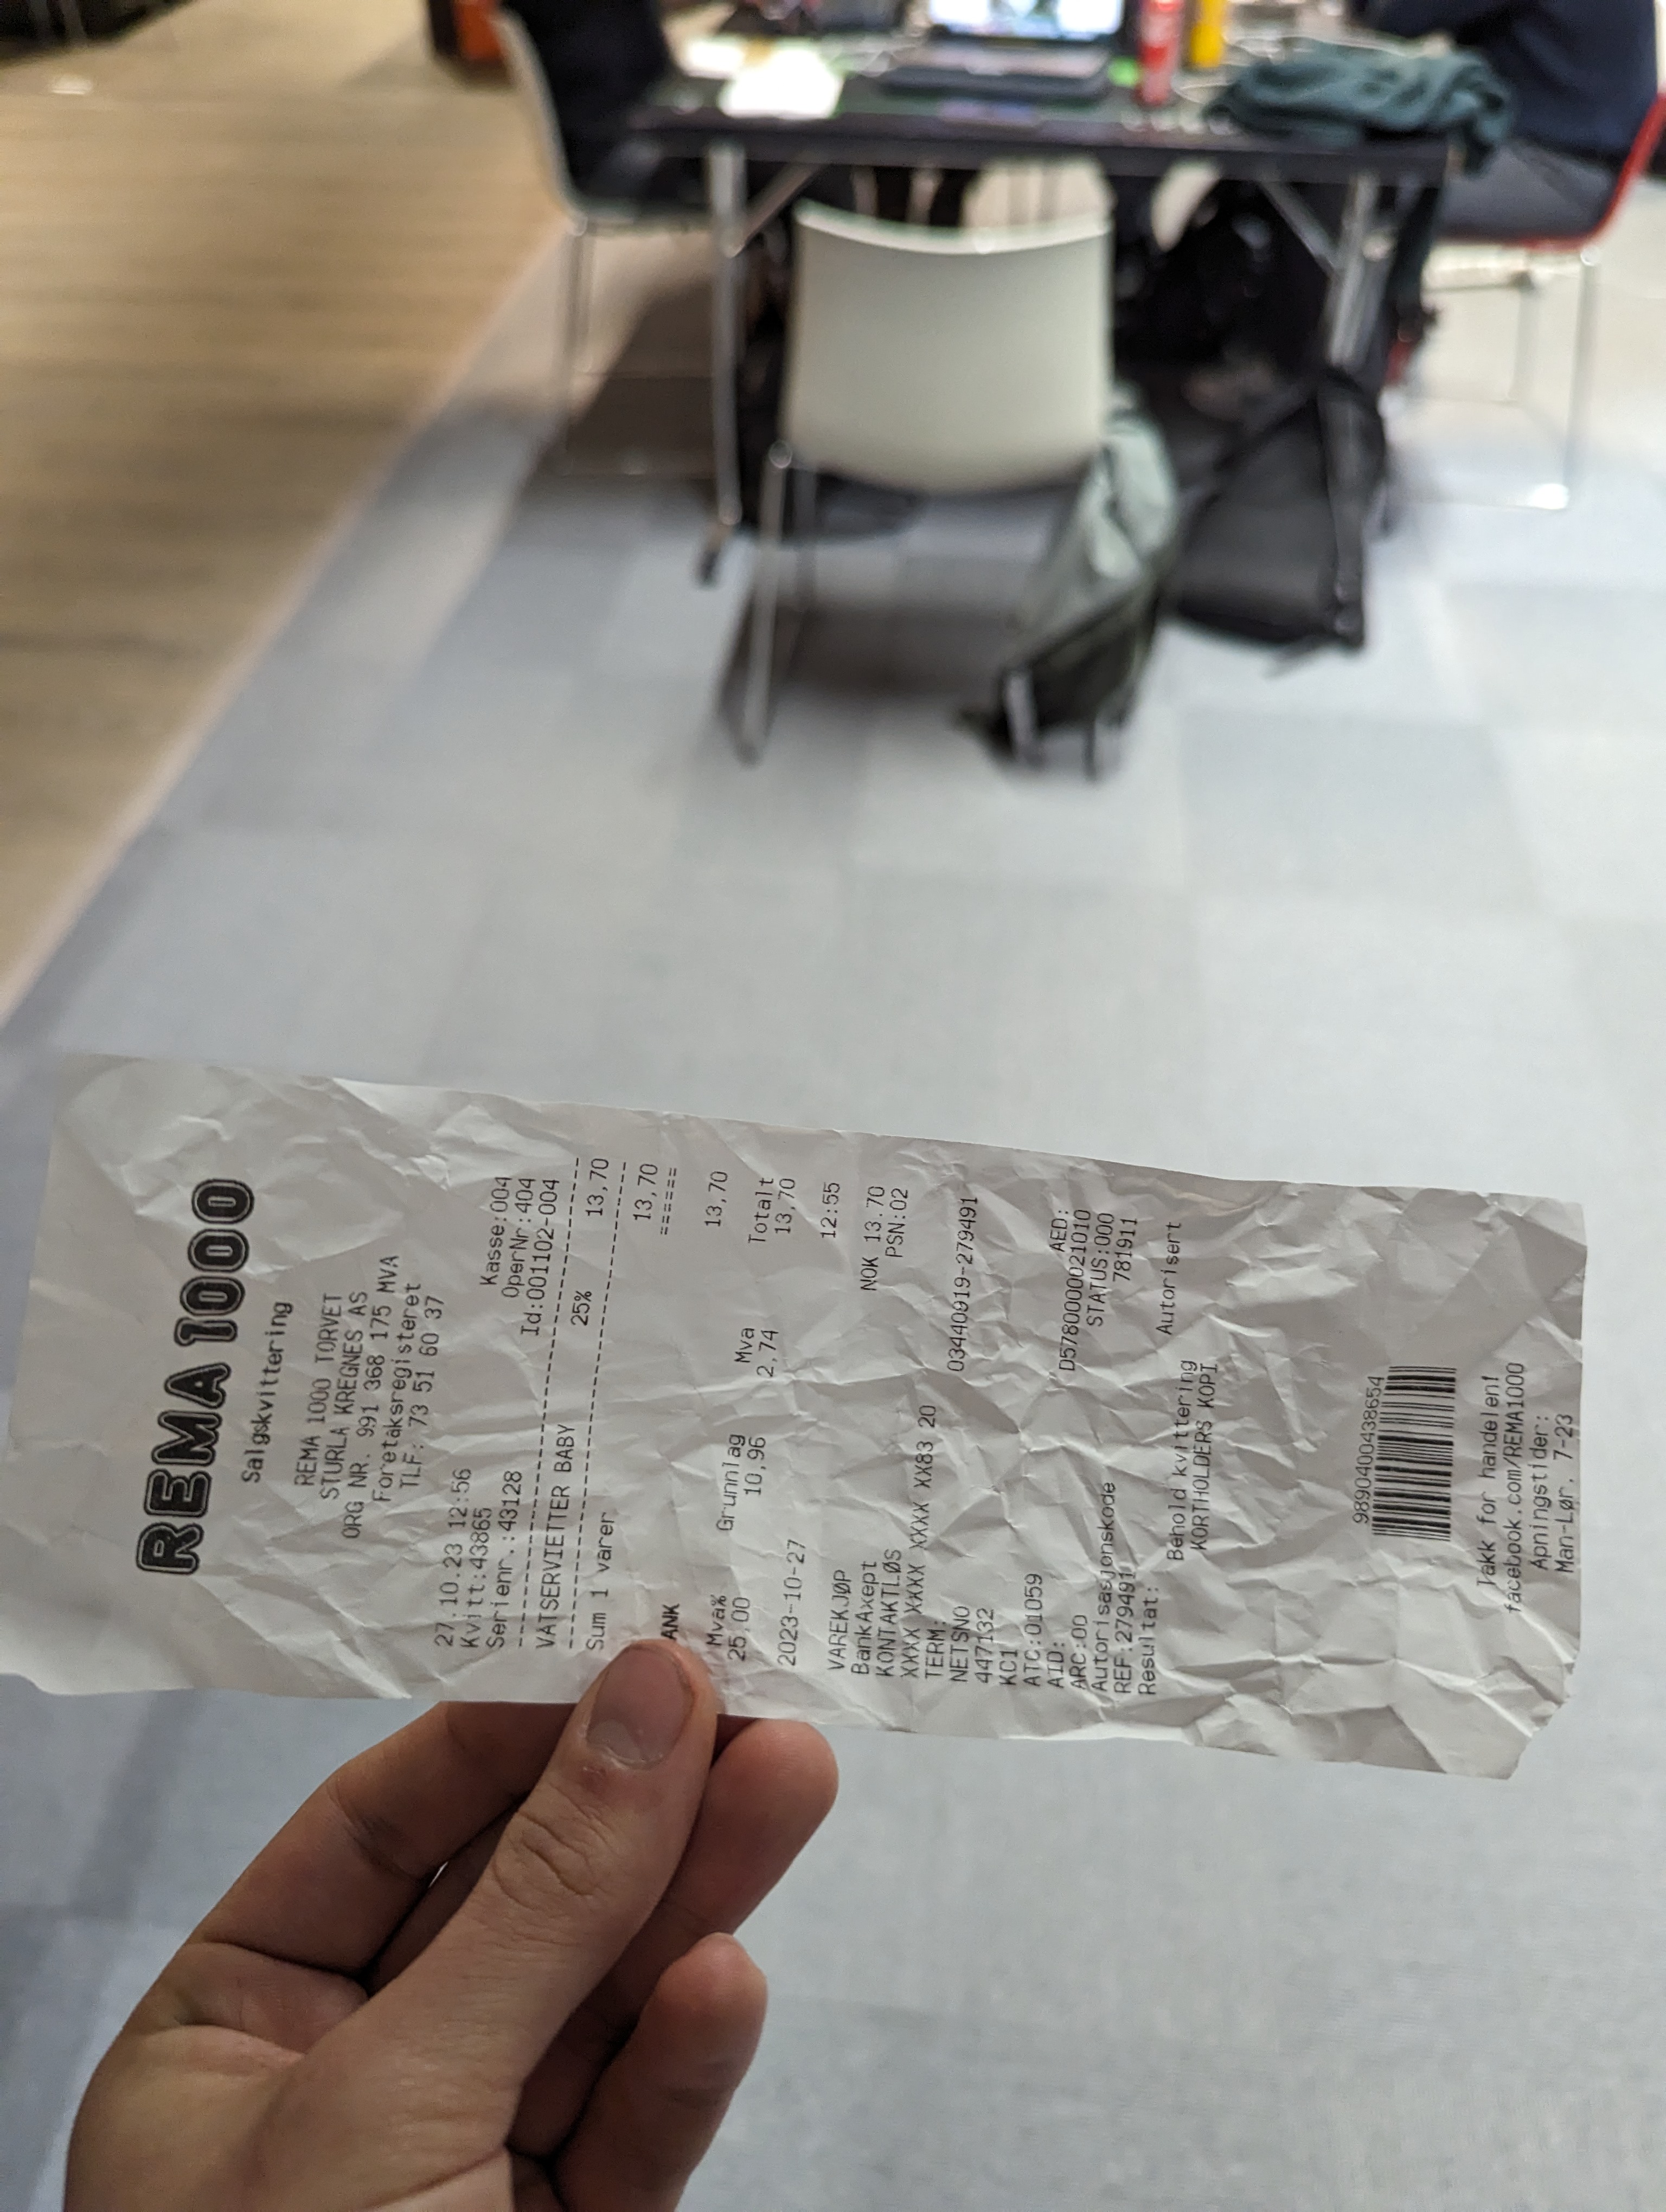 REMA 1000
Salgskvittering
REMA 1000 TORVET
STURLA KREGNES AS
ORG NR. 991 368 175 MVA
Foretaksregisteret
TLF: 73 51 60 37
27.10.23 12:56 Kasse:004
Kvitt:43865 OperNr:404
Serienr.:43128 Id:001102-004
VÅTSERVIETTER BABY 25% 13,70
Sum 1 varer 13,70
======
ANK 13,70
Mva% Grunnlag Mva Totalt
25,00 10,96 2,74 13,70
2023-10-27 12:55
VAREKJØP NOK 13.70
BankAxept PSN:02
KONTAKTLØS
XXXX XXXX XXXX XXXX XX83 20
TERM: 03440919-279491
NETSNO
447132
KC1
ATC:01059 AED:
AID: D5780000021010
ARC:00 STATUS:000
Autorisasjonskode 781911
REF:279491
Resultat: Autorisert
Behold kvittering
KORTHOLDERS KOPI
9890400438654
Takk for handelen!
facebook.com/REMA1000
Apningstider:
Man-Lør. 7-23